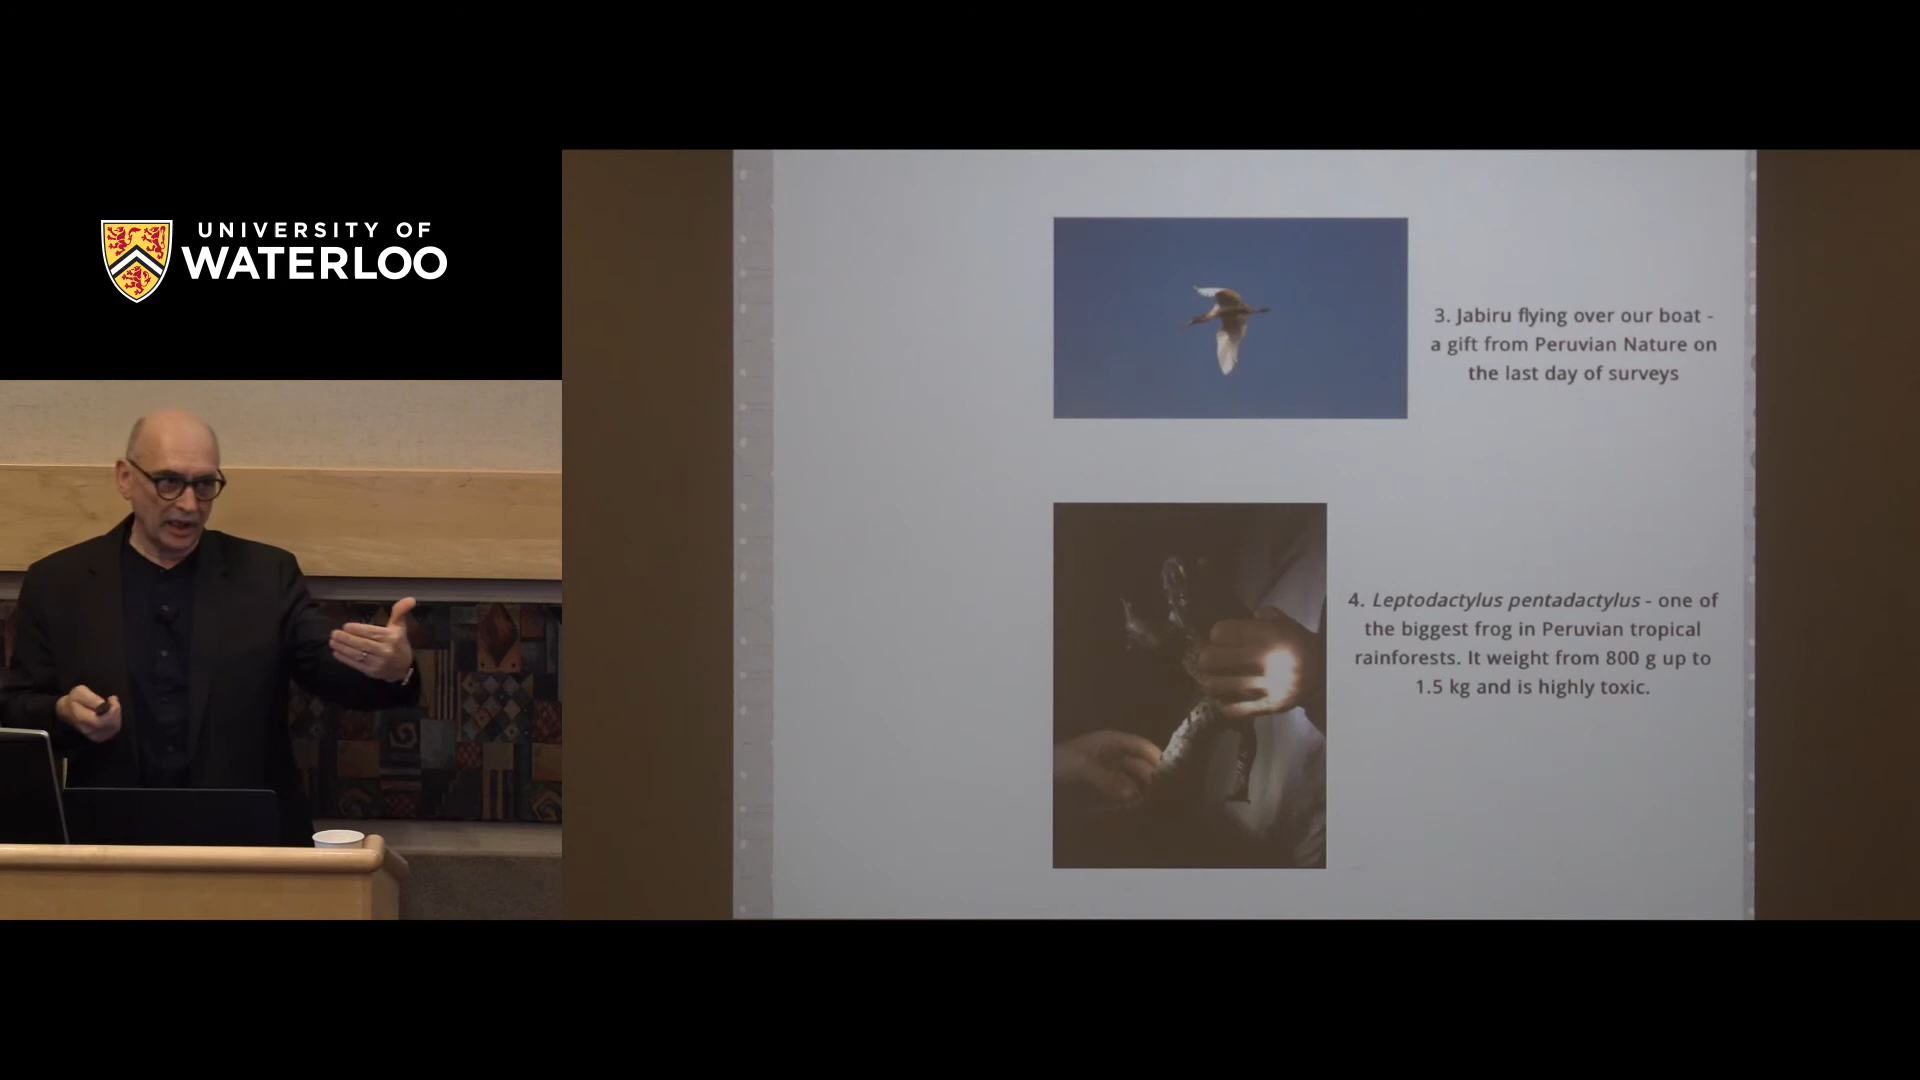 UNIVERSITY OF
WATERLOO
3. Jabiru flying over our boat -
a gift from Peruvian Nature on
the last day of surveys
4. Leptodactylus pentadactylus - one of
the biggest frog in Peruvian tropical
rainforests. It weight from 800 g up to
1.5 kg and is highly toxic.